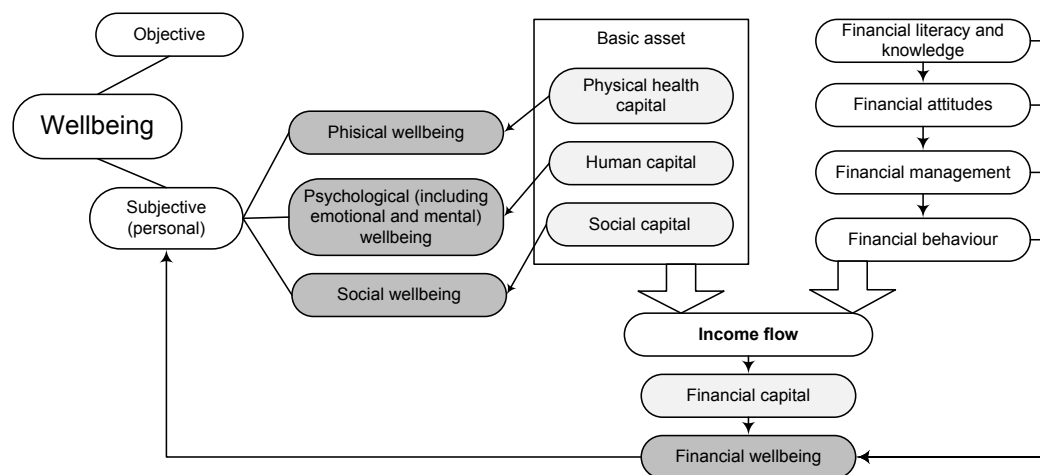 Objective
Wellbeing
Subjective
(personal)
Phisical wellbeing
Psychological (including
emotional and mental)
wellbeing
Social wellbeing
Basic asset
Physical health
capital
Human capital
Social capital
Financial literacy and
knowledge
Financial attitudes
Financial management
Financial behaviour
Income flow
Financial capital
Financial wellbeing